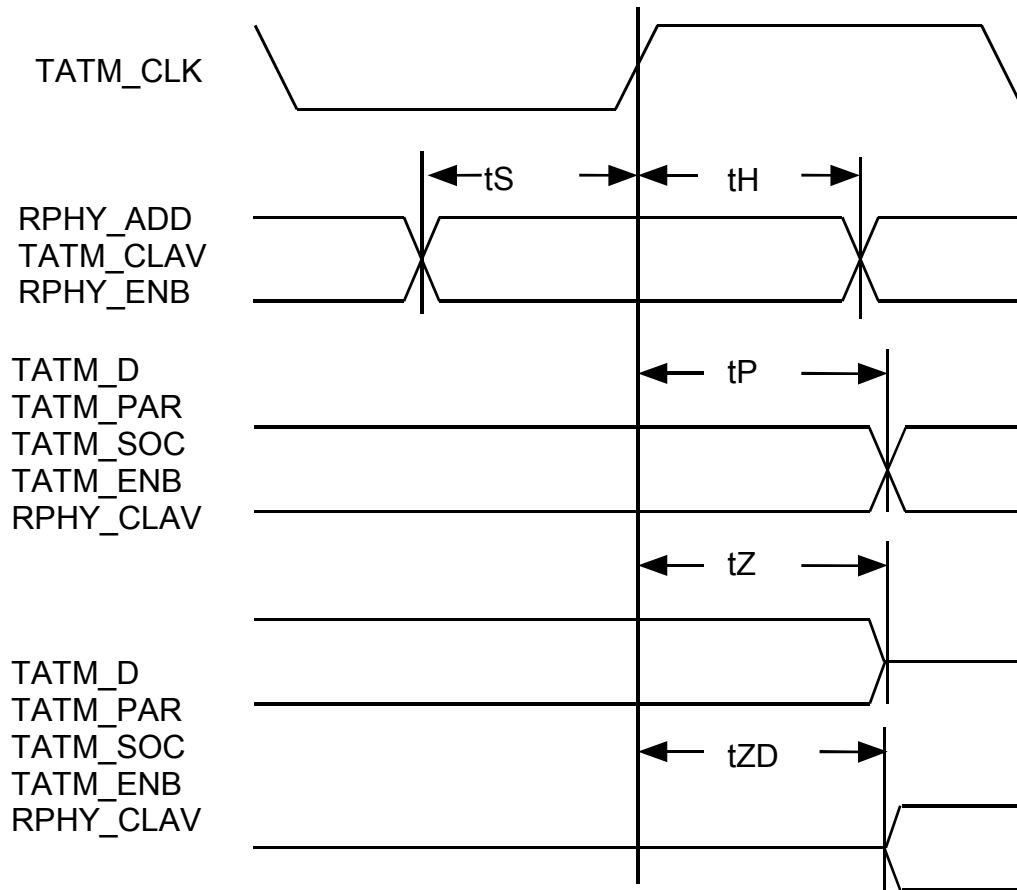 TATM_CLK
tS
tH
RPHY_ADD
TATM_CLAV
RPHY_ENB
tP
TATM_D
TATM_PAR
TATM_SOC
TATM_ENB
RPHY_CLAV
tZ
TATM_D
TATM_PAR
TATM_SOC
TATM_ENB
RPHY_CLAV
tZD